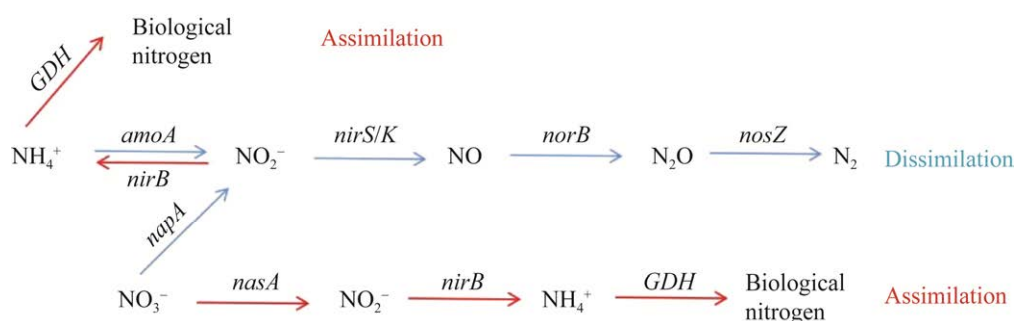 Biological
nitrogen
Assimilation
GDH
NH₄⁺
amoA
nirB
NO₂⁻
nirS/K
NO
norB
N₂O
nosZ
N₂
Dissimilation
napA
NO₃⁻
nasA
NO₂⁻
nirB
NH₄⁺
GDH
Biological
nitrogen
Assimilation